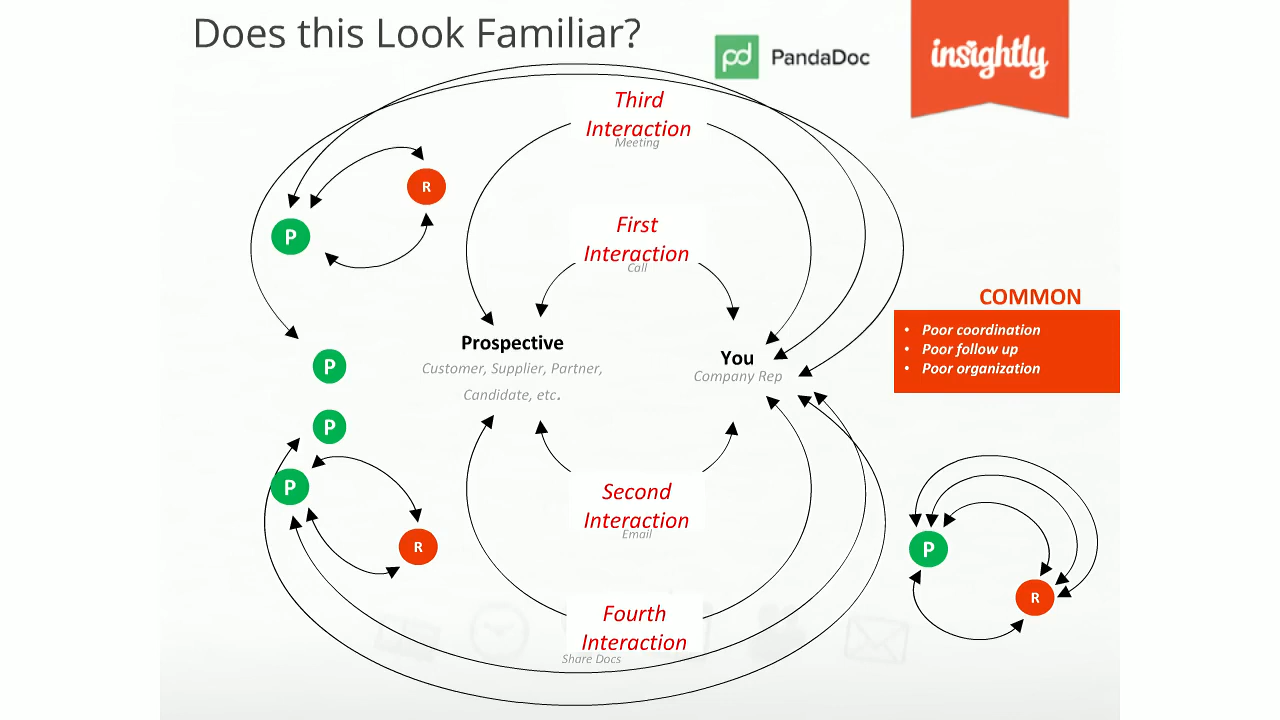 Does this Look Familiar?
pd PandaDoc
insightly
Third
Interaction
Meeting
R
P
First
Interaction
Call
COMMON
• Poor coordination
• Poor follow up
• Poor organization
Prospective
Customer, Supplier, Partner,
Candidate, etc.
You
Company Rep
P
P
P
R
Second
Interaction
Email
P
R
Fourth
Interaction
Share Docs